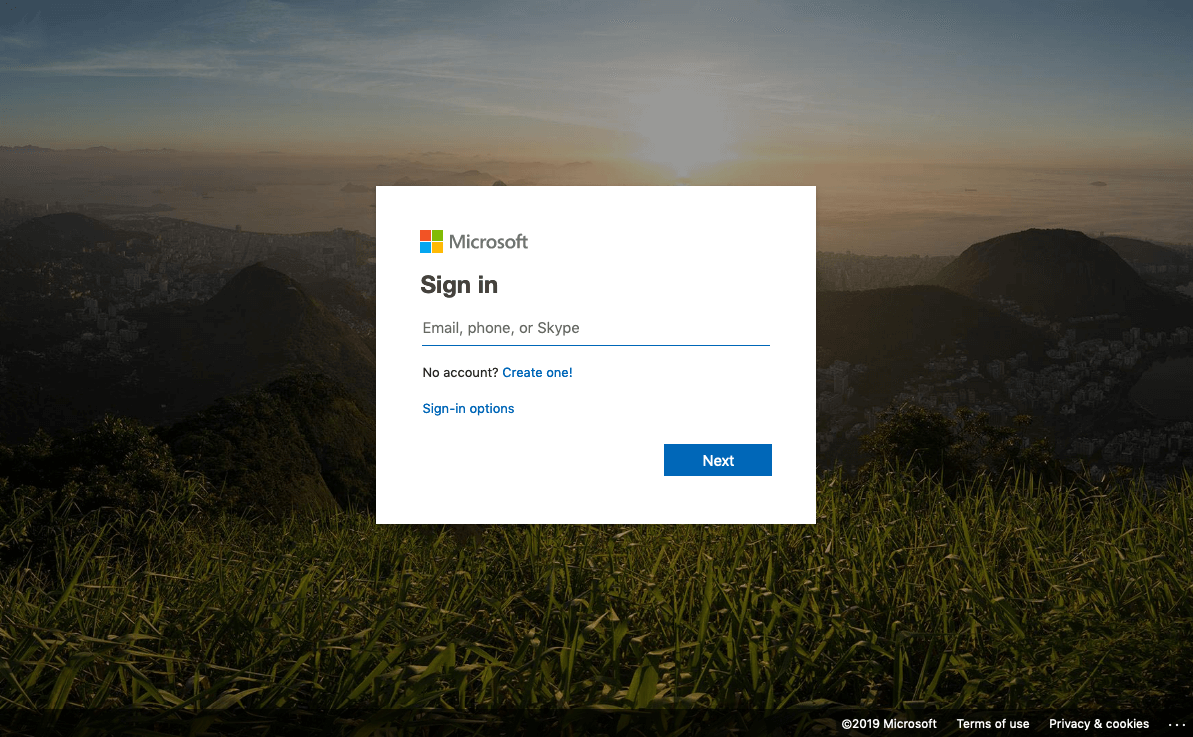 Microsoft
Sign in
Email, phone, or Skype
No account? Create one!
Sign-in options
Next
©2019 Microsoft Terms of use Privacy & cookies ...